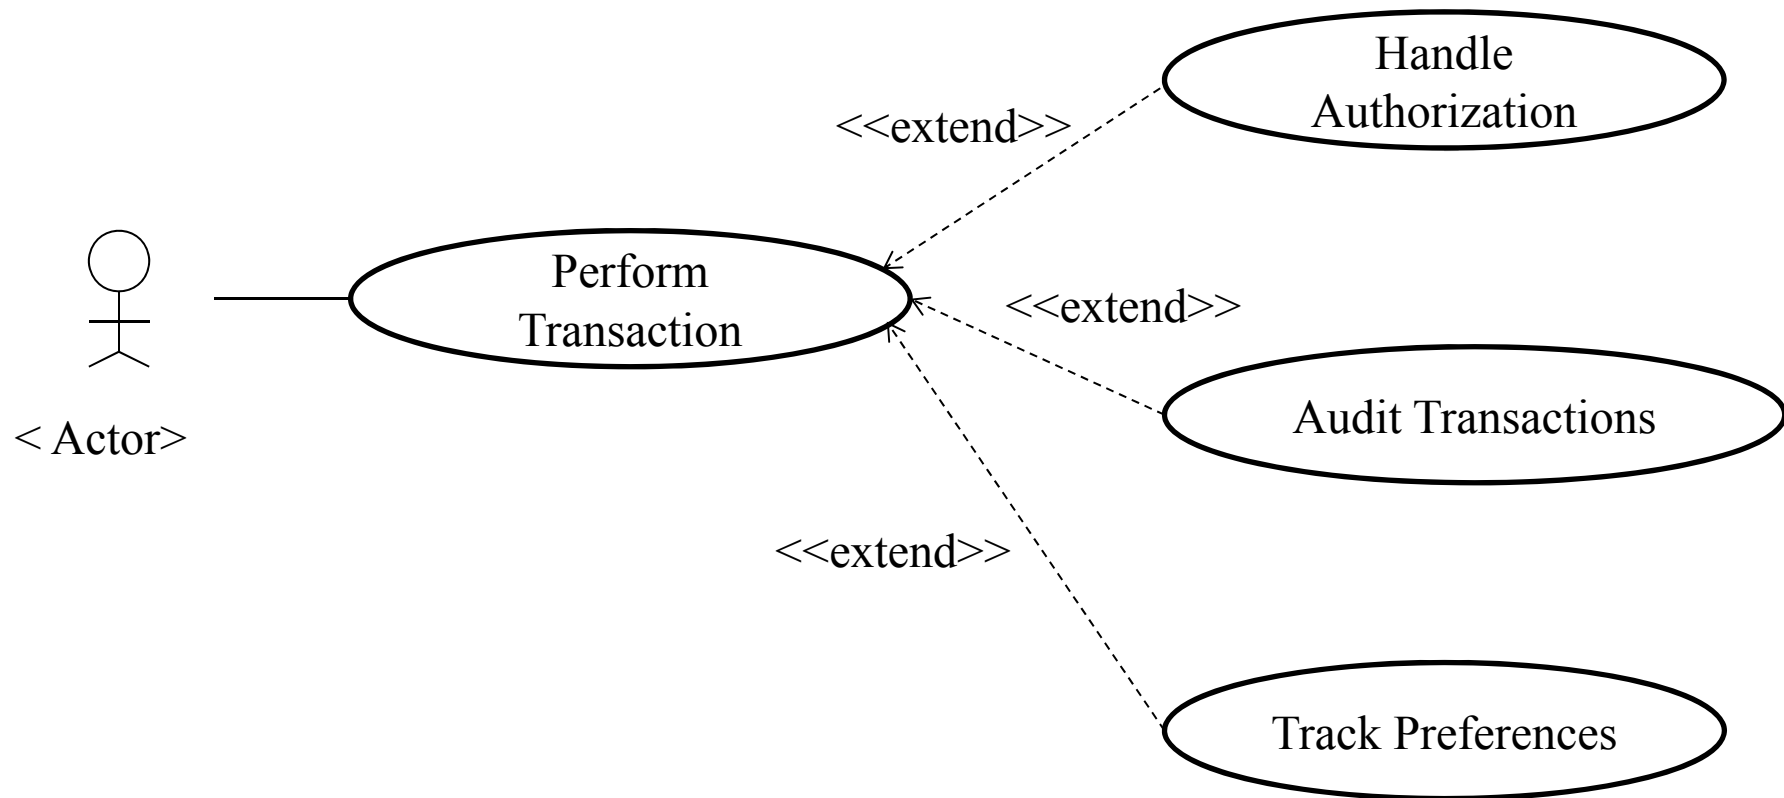 Handle
Authorization
<<extend>>
Perform
Transaction
<<extend>>
Audit Transactions
< Actor>
<<extend>>
Track Preferences